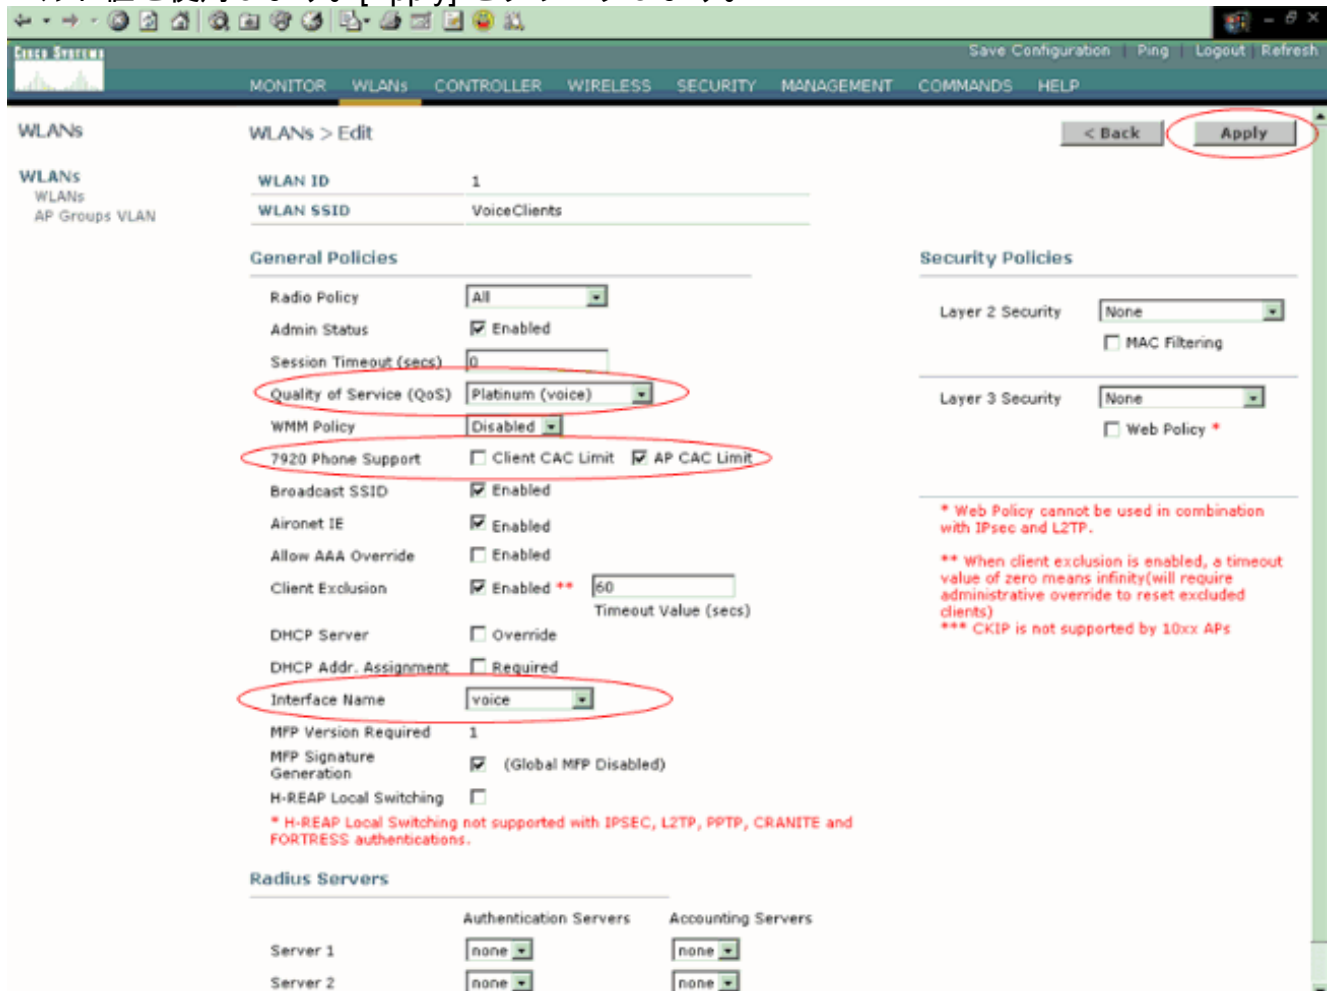 [Apply]
Cisco Systems
Save Configuration | Ping | Logout | Refresh
MONITOR WLANs CONTROLLER WIRELESS SECURITY MANAGEMENT COMMANDS HELP
WLANs
WLANs > Edit
< Back
Apply
WLANs
WLANs
AP Groups VLAN
WLAN ID 1
WLAN SSID VoiceClients
General Policies
Radio Policy All
Admin Status Enabled
Session Timeout (secs) 0
Quality of Service (QoS) Platinum (voice)
WMM Policy Disabled
7920 Phone Support Client CAC Limit AP CAC Limit
Broadcast SSID Enabled
Aironet IE Enabled
Allow AAA Override Enabled
Client Exclusion Enabled ** 60
Timeout Value (secs)
DHCP Server Override
DHCP Addr. Assignment Required
Interface Name voice
MFP Version Required 1
MFP Signature
Generation (Global MFP Disabled)
H-REAP Local Switching
* H-REAP Local Switching not supported with IPSEC, L2TP, PPTP, CRANITE and
FORTRESS authentications.
Security Policies
Layer 2 Security None
MAC Filtering
Layer 3 Security None
Web Policy *
* Web Policy cannot be used in combination
with IPsec and L2TP.
** When client exclusion is enabled, a timeout
value of zero means infinity(will require
administrative override to reset excluded
clients)
*** CKIP is not supported by 10xx APs
Radius Servers
Authentication Servers Accounting Servers
Server 1 none none
Server 2 none none